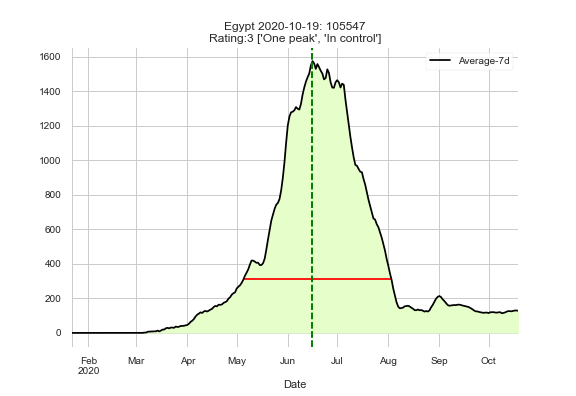 Egypt 2020-10-19: 105547
Rating:3 ['One peak', 'In control']
Average-7d
1600
1400
1200
1000
800
600
400
200
0
Feb Mar Apr May Jun Jul Aug Sep Oct
2020
Date